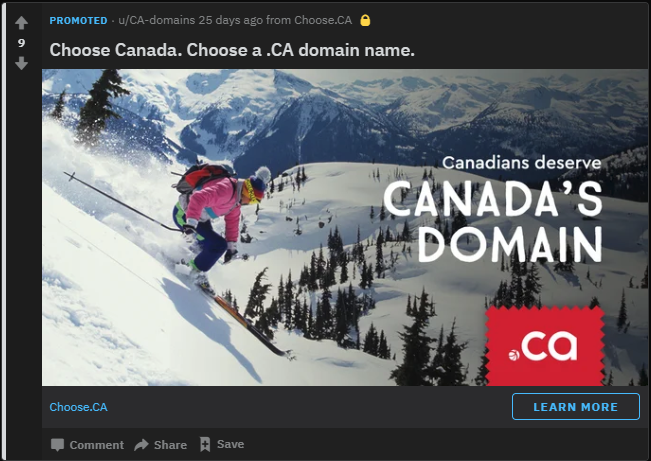 PROMOTED · u/CA-domains 25 days ago from Choose.CA
9
Choose Canada. Choose a .CA domain name.
Canadians deserve
CANADA'S
DOMAIN
.ca
Choose.CA
LEARN MORE
Comment Share Save